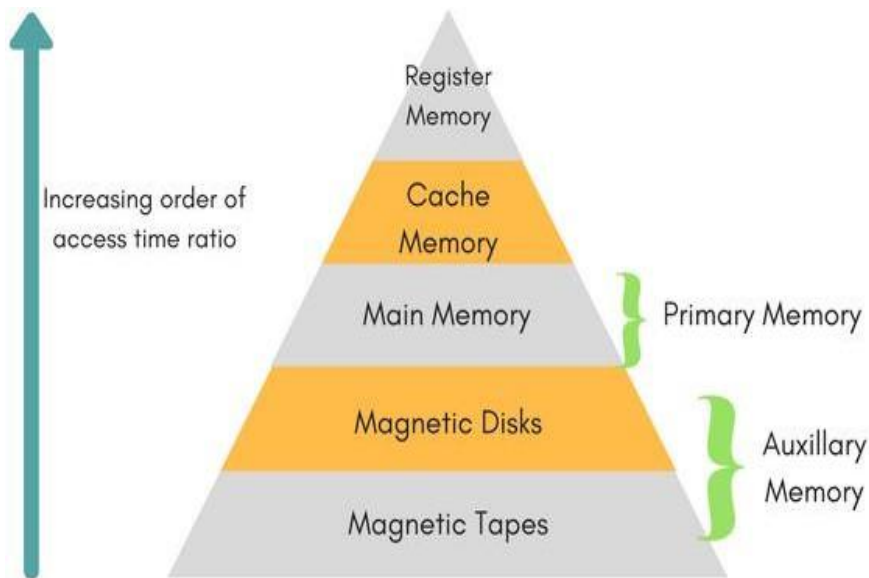 Register
Memory
Increasing order of
access time ratio
Cache
Memory
Main Memory
Primary Memory
Magnetic Disks
Auxillary
Memory
Magnetic Tapes